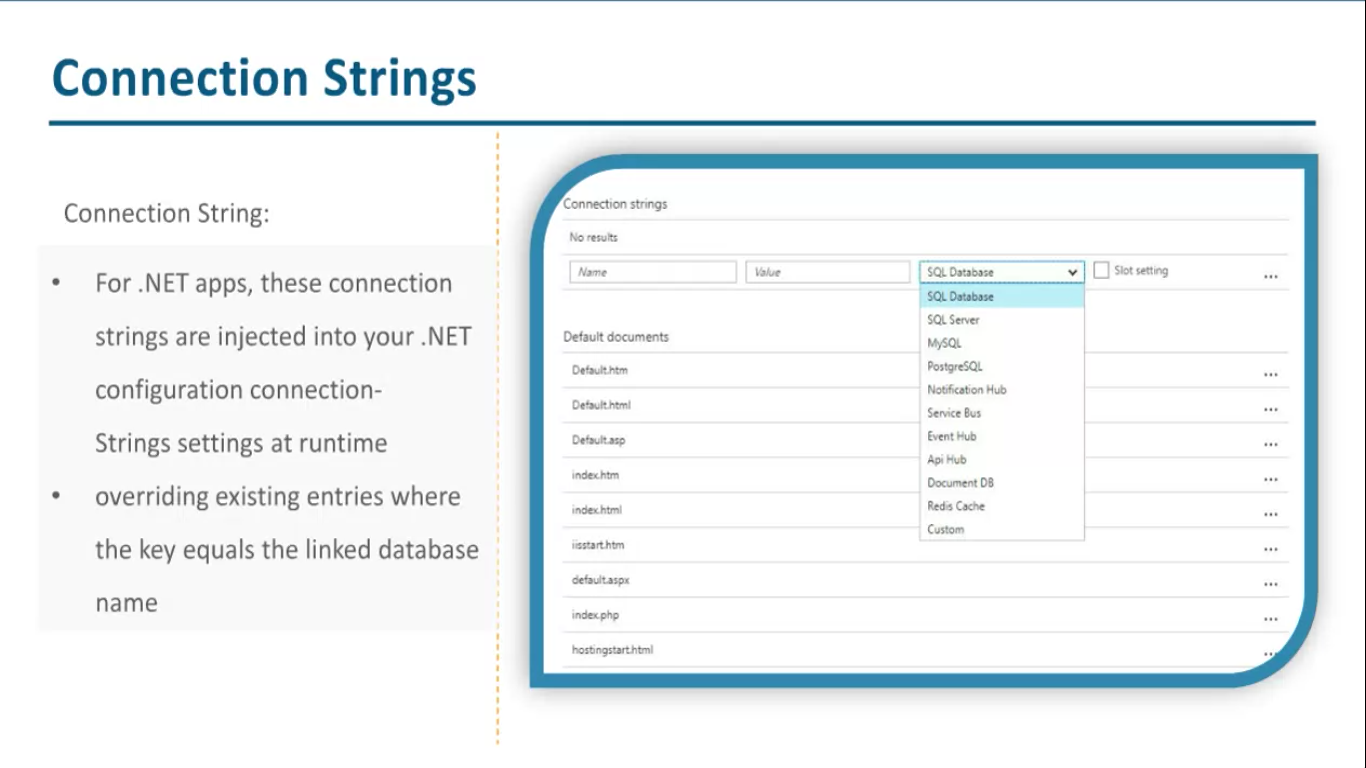 Connection Strings
Connection String:
• For .NET apps, these connection
strings are injected into your .NET
configuration connection-
Strings settings at runtime
• overriding existing entries where
the key equals the linked database
name
Connection strings
No results
Name Value SQL Database Slot setting ...
SQL Database
SQL Server
MySQL
PostgreSQL
Notification Hub
Service Bus
Event Hub
Api Hub
Document DB
Redis Cache
Custom
Default documents
Default.htm ...
Default.html ...
Default.asp ...
index.htm ...
index.html ...
iisstart.htm ...
default.aspx ...
index.php ...
hostingstart.html ...